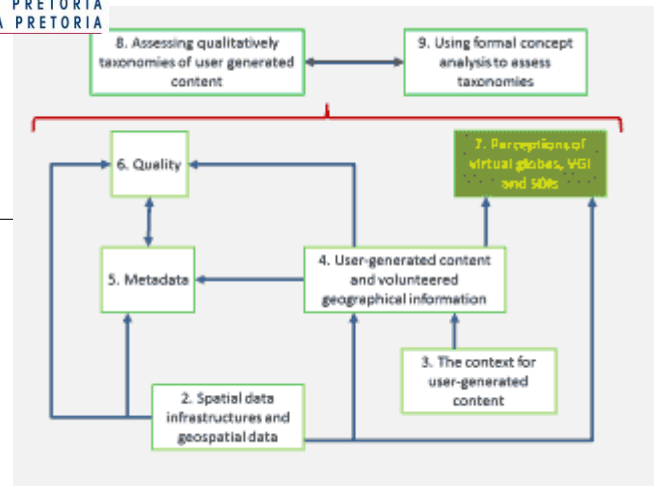 PRETORIA
A PRETORIA
8. Assessing qualitatively
taxonomies of user generated
content
9. Using formal concept
analysis to assess
taxonomies
6. Quality
7. Perceptions of
virtual globes, VGI
and SDIs
5. Metadata
4. User-generated content
and volunteered
geographical information
3. The context for
user-generated
content
2. Spatial data
infrastructures and
geospatial data